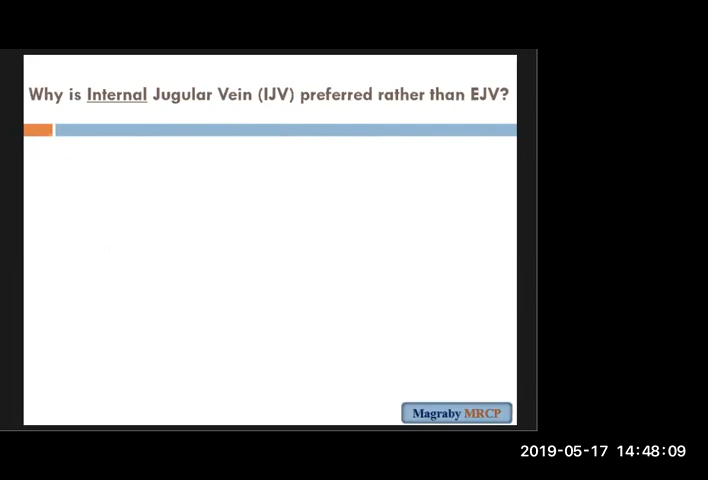 Why is Internal Jugular Vein (IJV) preferred rather than EJV?
Magraby MRCP
2019-05-17 14:48:09